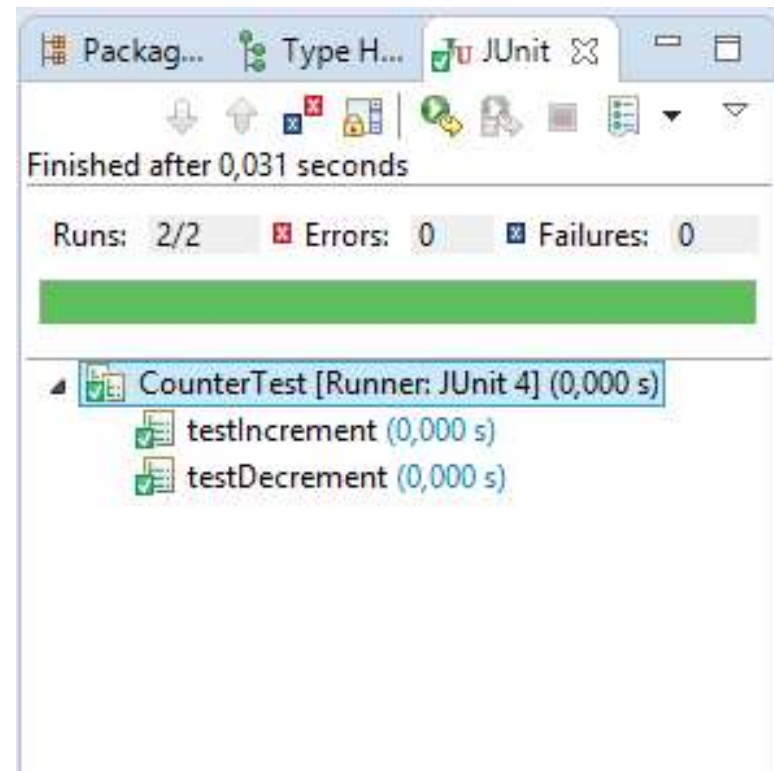 Packag... Type H... JUnit
Finished after 0,031 seconds
Runs: 2/2 Errors: 0 Failures: 0
CounterTest [Runner: JUnit 4] (0,000 s)
testIncrement (0,000 s)
testDecrement (0,000 s)